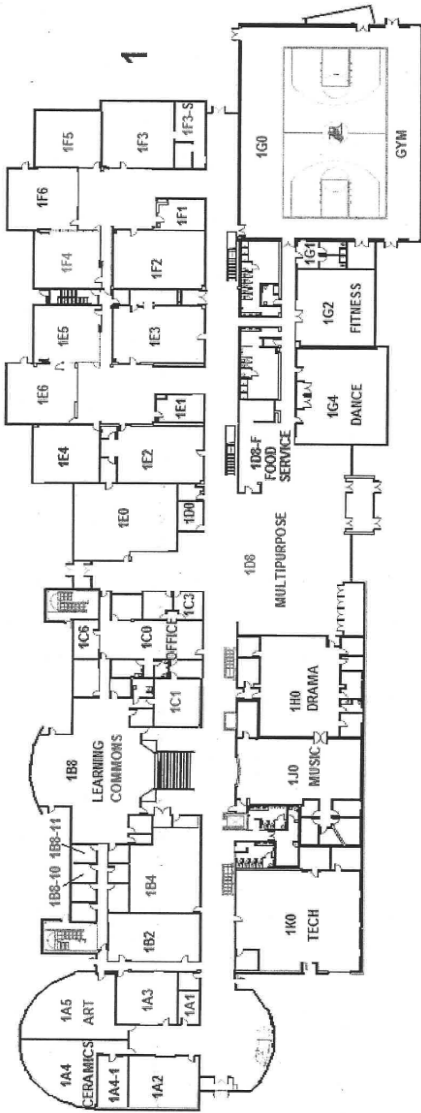 1
1F5
1F3
1F3-S
1F6
1F1
1F4
1F2
1E5
1E3
1E6
1E1
1E4
1E2
1E0
1D0
1C6
1C0
OFFICE
1C3
1C1
1B8
LEARNING
COMMONS
1B8-11
1B8-10
1B4
1B2
1A5
ART
1A3
1A1
1A4
CERAMICS
1A4-1
1A2
1G0
GYM
1G1
1G2
FITNESS
1G4
DANCE
1D8-F
FOOD
SERVICE
1D8
MULTIPURPOSE
1H0
DRAMA
1J0
MUSIC
1K0
TECH